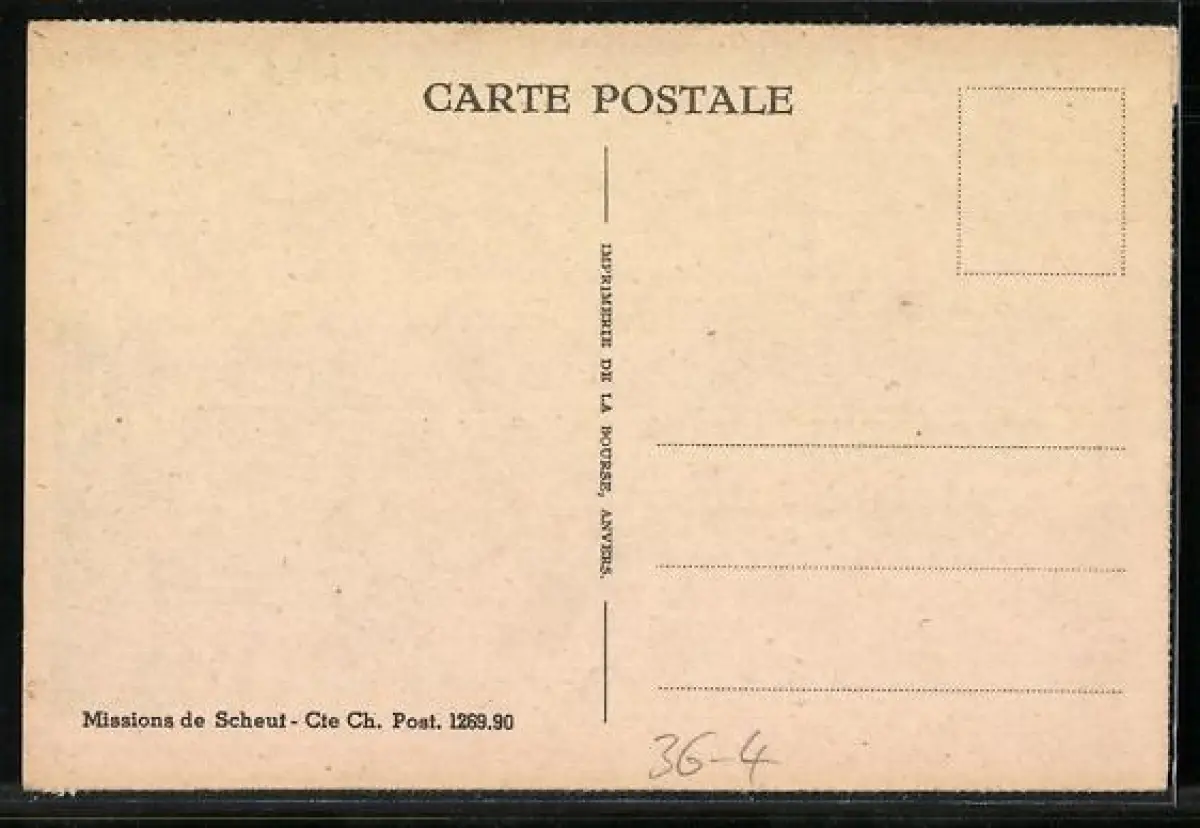 CARTE POSTALE
IMPRIMERIE DE LA BOURSE, ANVERS.
Missions de Scheut - Cte Ch. Post. 1269.90
36-4